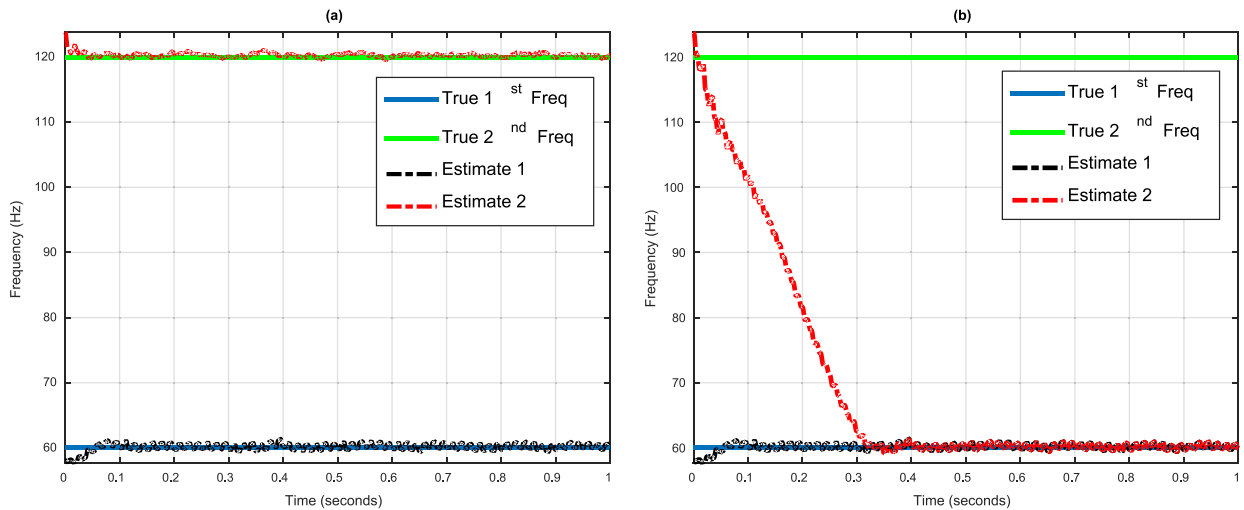 (a)
120
110
100
90
80
70
60
Frequency (Hz)
True 1 st Freq
True 2 nd Freq
Estimate 1
Estimate 2
0 0.1 0.2 0.3 0.4 0.5 0.6 0.7 0.8 0.9 1
Time (seconds)
(b)
120
110
100
90
80
70
60
Frequency (Hz)
True 1 st Freq
True 2 nd Freq
Estimate 1
Estimate 2
0 0.1 0.2 0.3 0.4 0.5 0.6 0.7 0.8 0.9 1
Time (seconds)